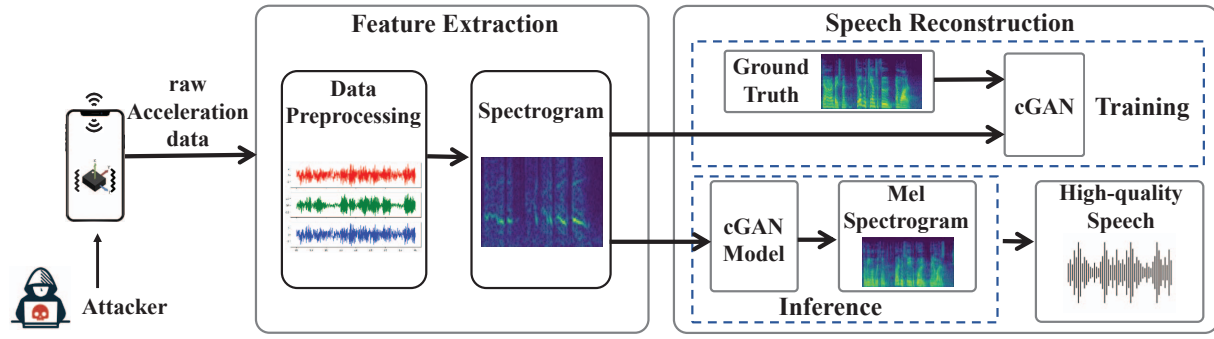 Feature Extraction
Speech Reconstruction
raw
Acceleration
data
Attacker
Data
Preprocessing
Spectrogram
Ground
Truth
cGAN
Training
cGAN
Model
Mel
Spectrogram
Inference
High-quality
Speech